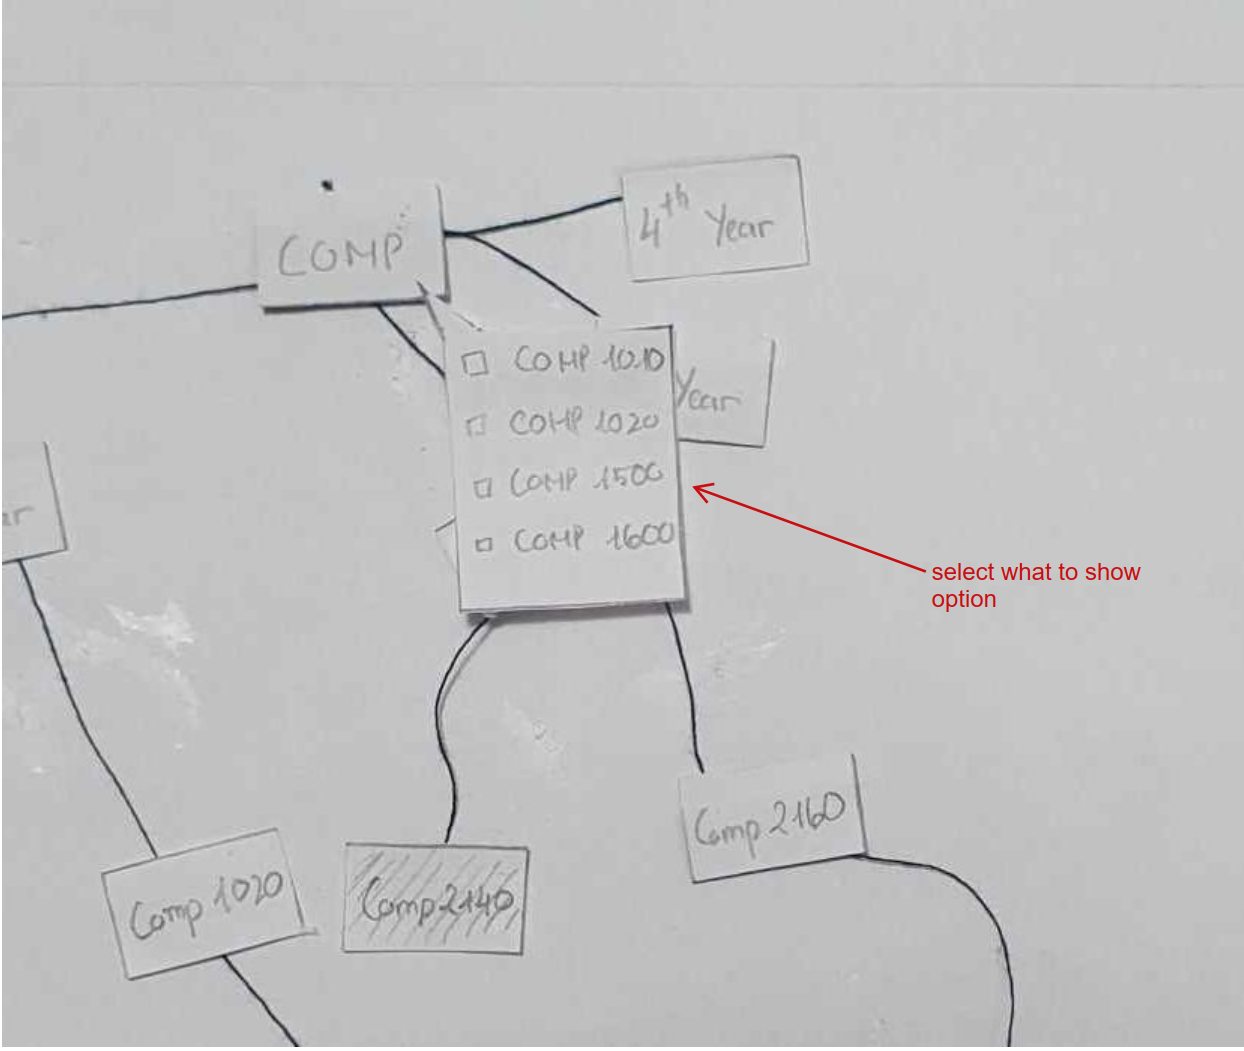 COMP
4th Year
COMP 1010
COMP 1020
COMP 1500
COMP 1600
Year
select what to show
option
Comp 2160
Comp 1020
Comp 2140